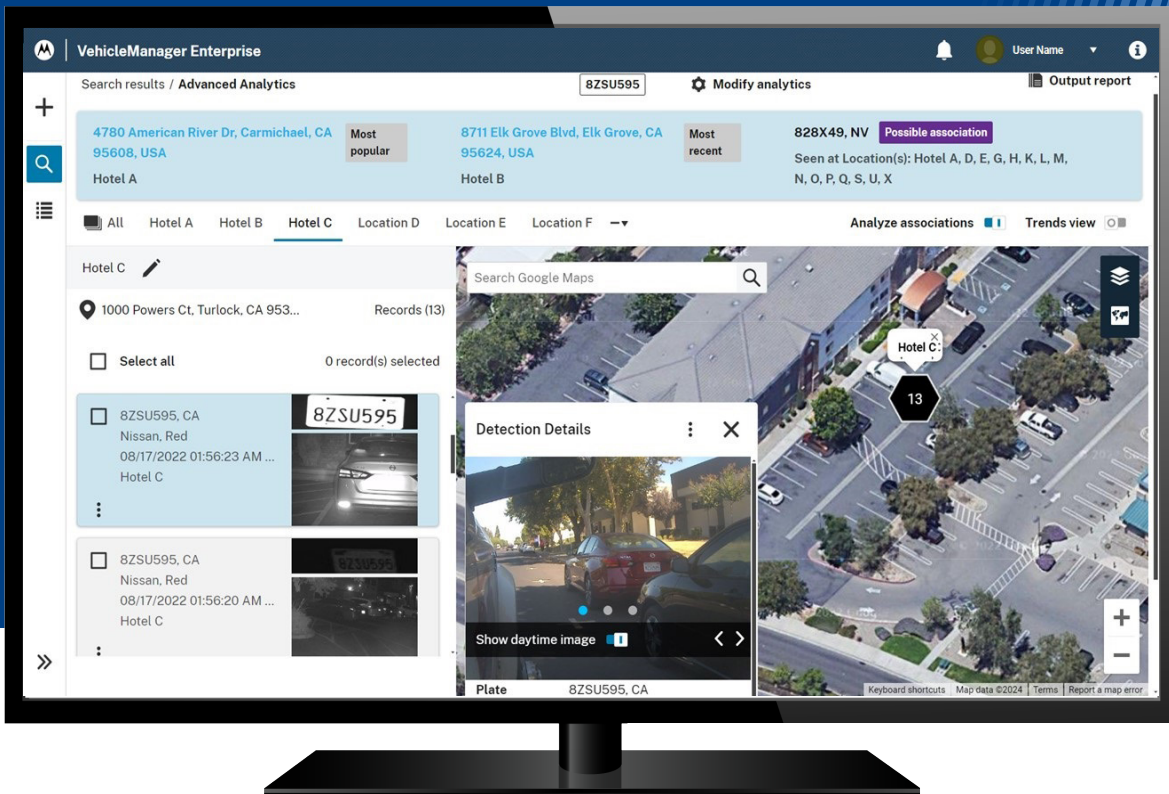 VehicleManager Enterprise
User Name
Search results / Advanced Analytics
8ZSU595
Modify analytics
Output report
4780 American River Dr, Carmichael, CA
95608, USA
Hotel A
Most
popular
8711 Elk Grove Blvd, Elk Grove, CA
95624, USA
Hotel B
Most
recent
828X49, NV
Possible association
Seen at Location(s): Hotel A, D, E, G, H, K, L, M,
N, O, P, Q, S, U, X
All
Hotel A
Hotel B
Hotel C
Location D
Location E
Location F
Analyze associations
Trends view
Hotel C
1000 Powers Ct, Turlock, CA 953...
Records (13)
Select all
0 record(s) selected
8ZSU595, CA
Nissan, Red
08/17/2022 01:56:23 AM ...
Hotel C
8ZSU595
8ZSU595, CA
Nissan, Red
08/17/2022 01:56:20 AM ...
Hotel C
8ZSU595
Search Google Maps
Hotel C
13
Detection Details
Show daytime image
Plate
8ZSU595, CA
Keyboard shortcuts
Map data ©2024
Terms
Report a map error